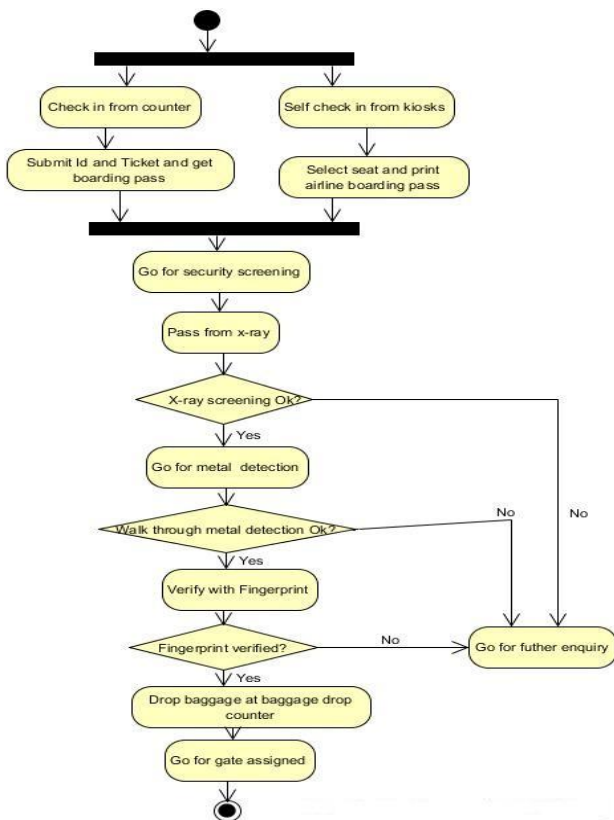 Check in from counter
Self check in from kiosks
Submit Id and Ticket and get
boarding pass
Select seat and print
airline boarding pass
Go for security screening
Pass from x-ray
X-ray screening Ok?
Yes
No
Go for metal detection
Walk through metal detection Ok?
No
Yes
Verify with Fingerprint
Fingerprint verified?
No
Go for futher enquiry
Yes
Drop baggage at baggage drop
counter
Go for gate assigned